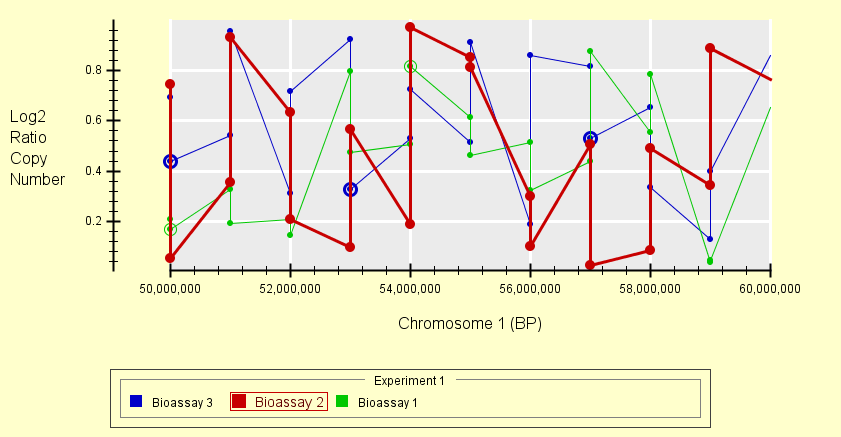 0.8
0.6
0.4
0.2
Log2
Ratio
Copy
Number
50,000,000 52,000,000 54,000,000 56,000,000 58,000,000 60,000,000
Chromosome 1 (BP)
Experiment 1
Bioassay 3 Bioassay 2 Bioassay 1